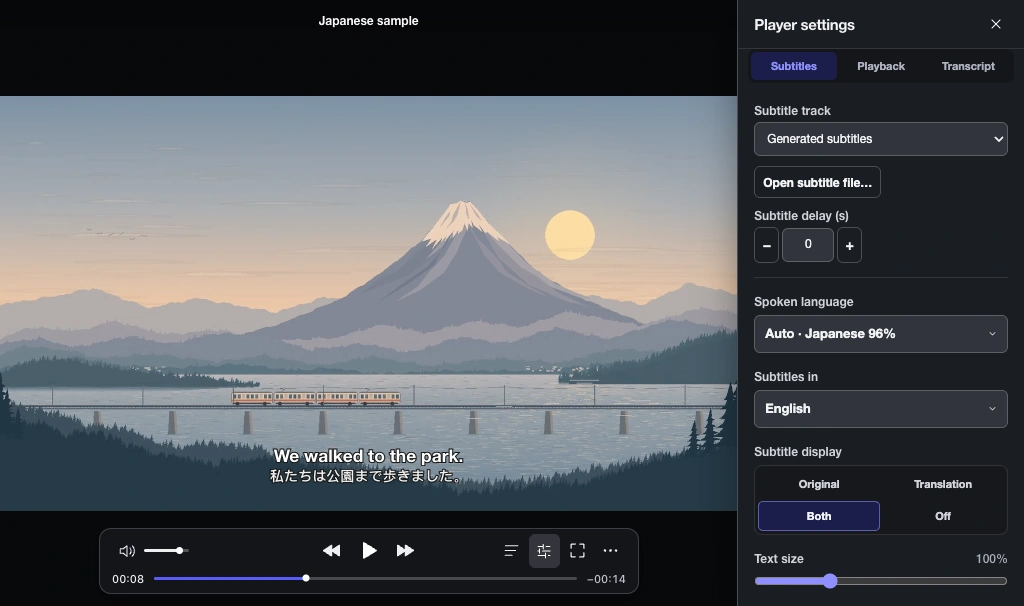 Japanese sample
We walked to the park.
私たちは公園まで歩きました。
00:08
−00:14
Player settings
Subtitles
Playback
Transcript
Subtitle track
Generated subtitles
Open subtitle file...
Subtitle delay (s)
− 0 +
Spoken language
Auto · Japanese 96%
Subtitles in
English
Subtitle display
Original Translation
Both Off
Text size 100%